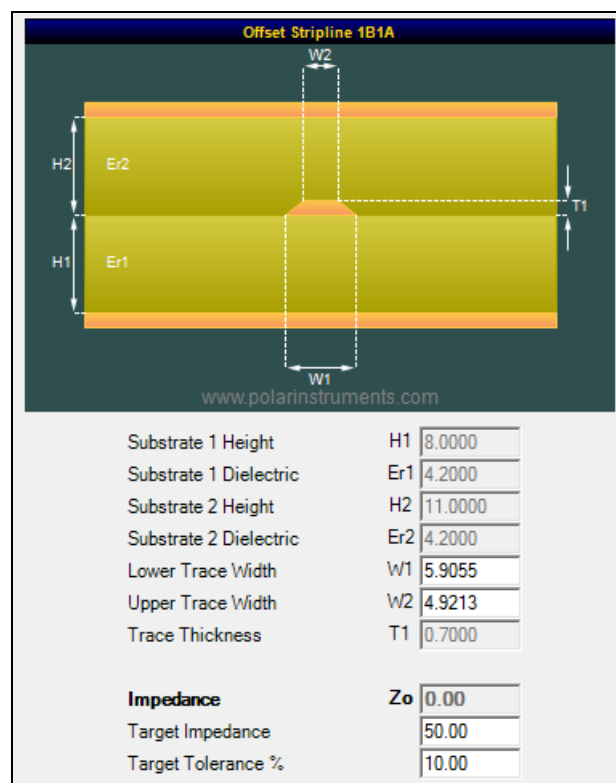 Offset Stripline 1B1A
W2
H2
Er2
T1
H1
Er1
W1
www.polarinstruments.com
Substrate 1 Height H1 8.0000
Substrate 1 Dielectric Er1 4.2000
Substrate 2 Height H2 11.0000
Substrate 2 Dielectric Er2 4.2000
Lower Trace Width W1 5.9055
Upper Trace Width W2 4.9213
Trace Thickness T1 0.7000
Impedance Zo 0.00
Target Impedance 50.00
Target Tolerance % 10.00